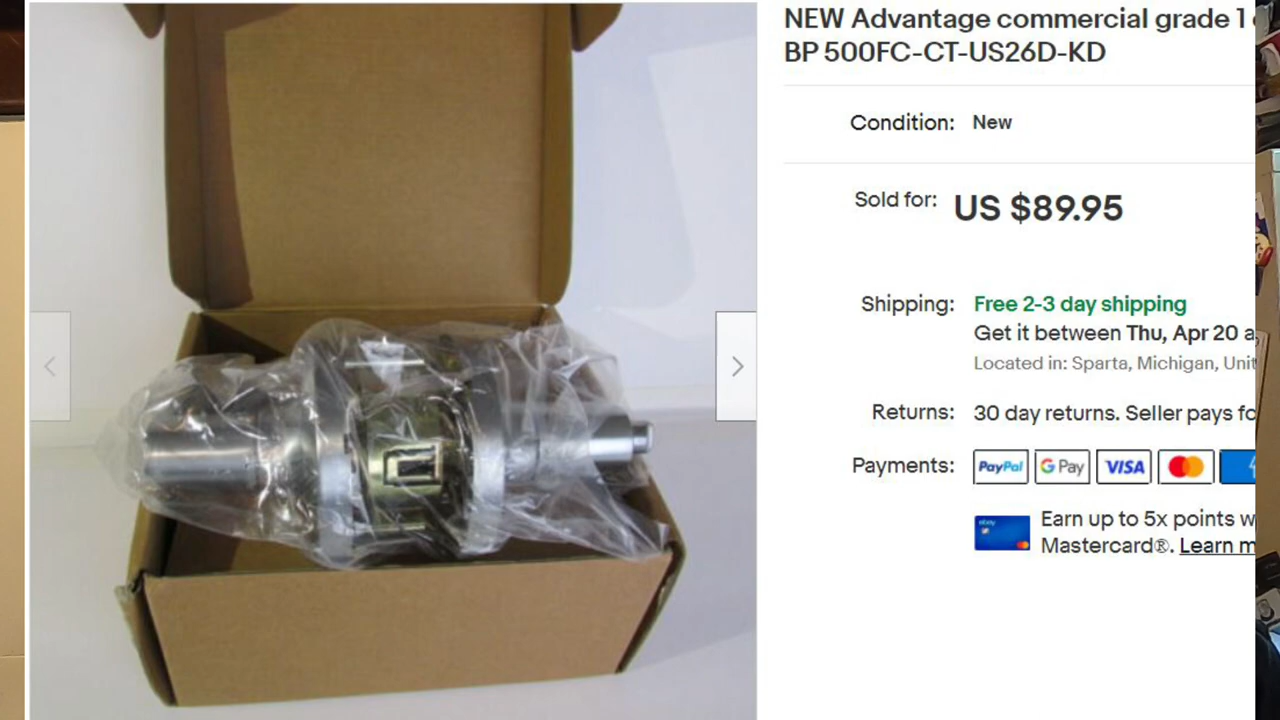 NEW Advantage commercial grade 1
BP 500FC-CT-US26D-KD
Condition: New
Sold for: US $89.95
Shipping: Free 2-3 day shipping
Get it between Thu, Apr 20
Located in: Sparta, Michigan,
Returns: 30 day returns. Seller pays
Payments: PayPal G Pay VISA
ebay
Earn up to 5x points
Mastercard®. Learn